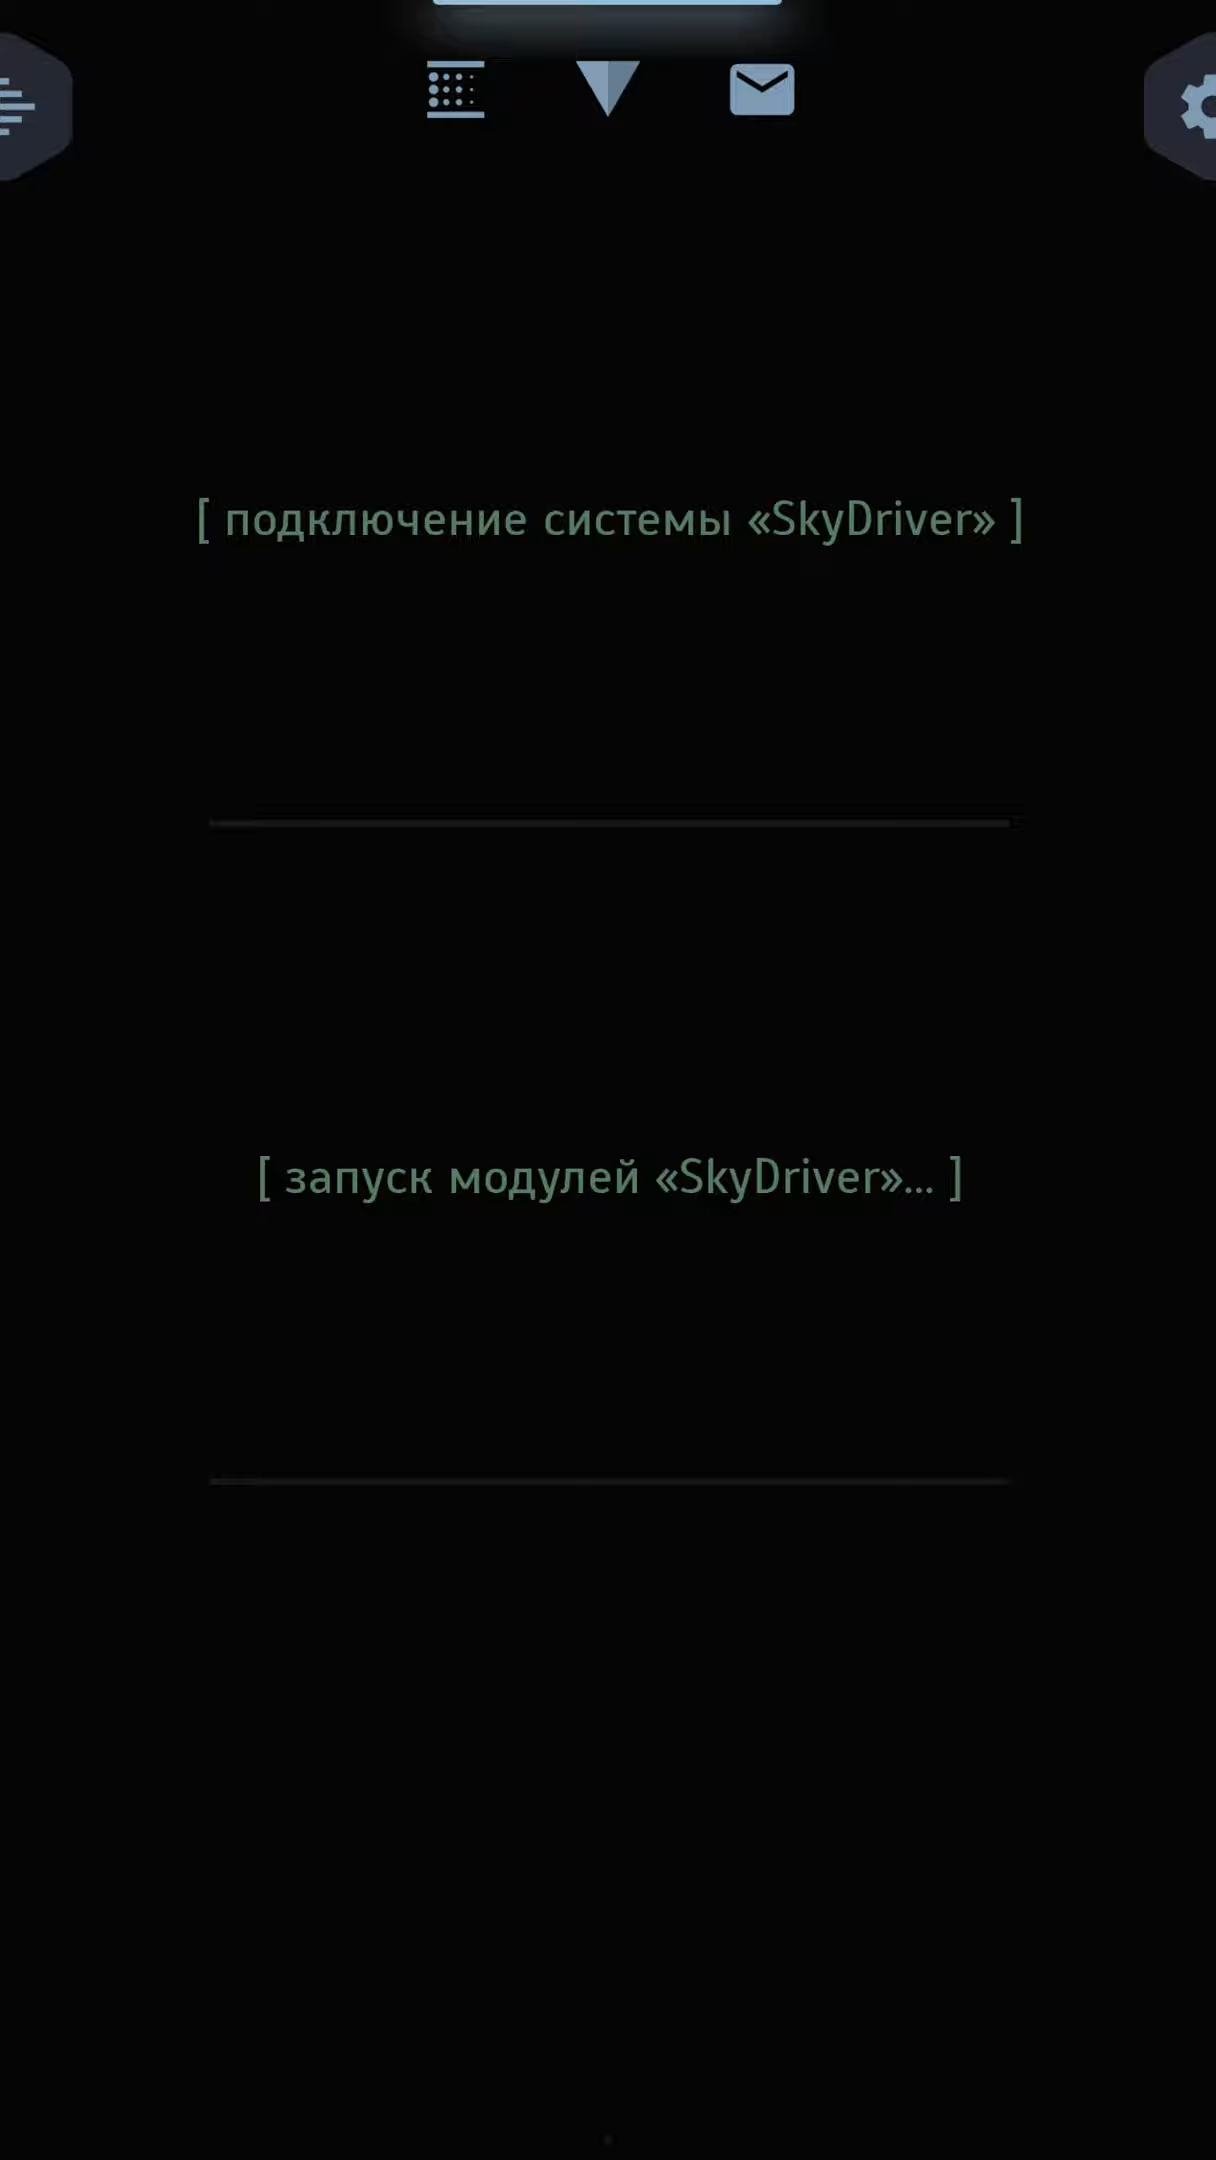 [ подключение системы «SkyDriver» ]
[ запуск модулей «SkyDriver»... ]